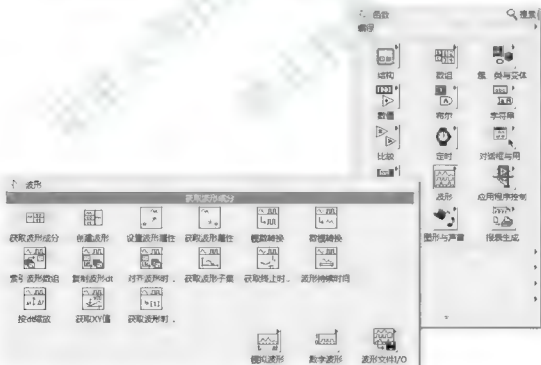 函数
搜索
编程
结构
数组
簇、类与变体
数值
布尔
字符串
比较
定时
对话框与用
波形
应用程序控制
图形与声音
报表生成
波形
获取波形成分
获取波形成分
创建波形
设置波形属性
获取波形属性
模数转换
数模转换
索引波形数组
复制波形dt
对齐波形时.
获取波形子集
获取终止时.
波形持续时间
按dt缩放
获取XY值
获取波形时.
模拟波形
数字波形
波形文件I/O